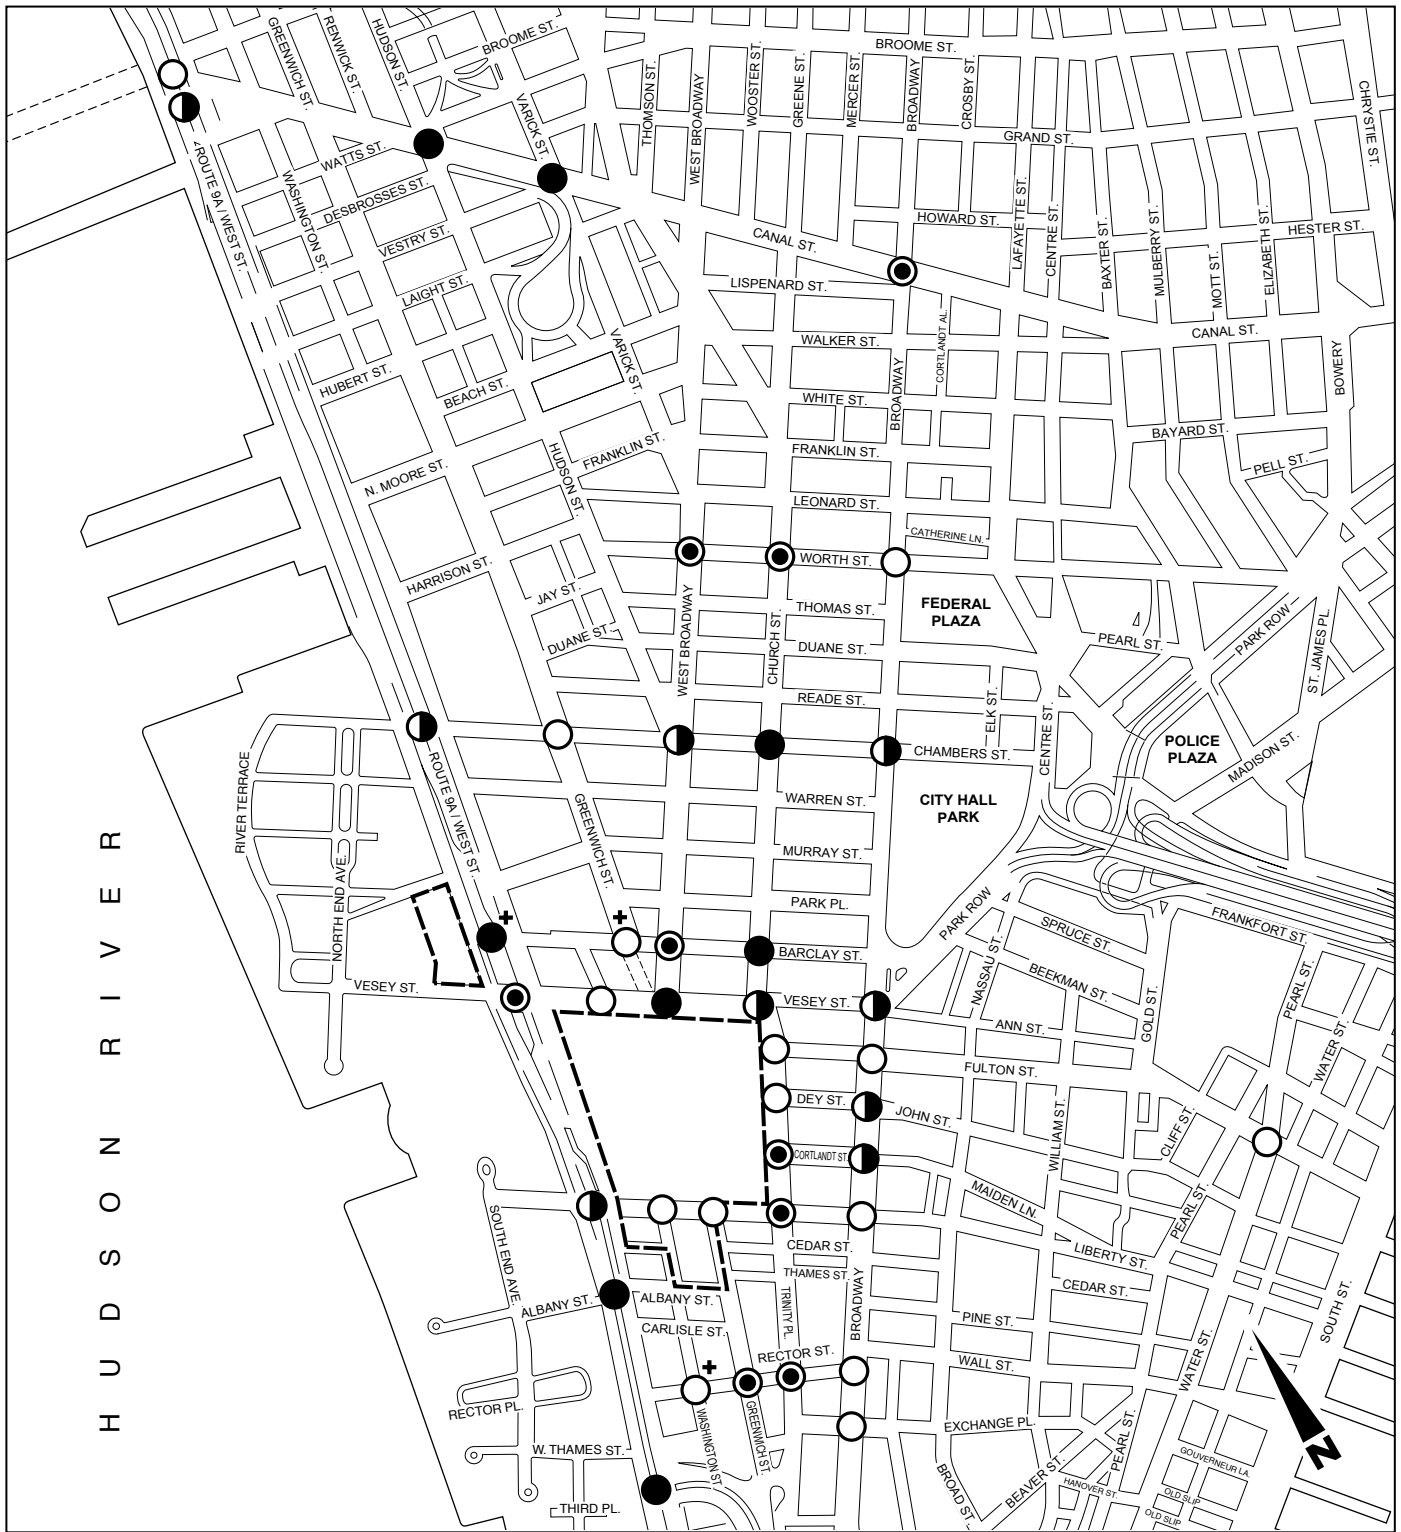 GREENWICH ST.
RENWICK ST.
HUDSON ST.
BROOME ST.
BROOME ST.
THOMSON ST.
WEST BROADWAY
WOOSTER ST.
GREENE ST.
MERCER ST.
BROADWAY
CROSBY ST.
CHRYSTIE ST.
VARICK ST.
GRAND ST.
WATTS ST.
ROUTE 9A / WEST ST.
WASHINGTON ST.
DESBROSSES ST.
VESTRY ST.
LAIGHT ST.
HOWARD ST.
LAFAYETTE ST.
CENTRE ST.
BAXTER ST.
MULBERRY ST.
MOTT ST.
ELIZABETH ST.
HESTER ST.
CANAL ST.
LISPENARD ST.
CORTLANDT AL.
CANAL ST.
WALKER ST.
VARICK ST.
HUBERT ST.
BEACH ST.
BROADWAY
BOWERY
WHITE ST.
BAYARD ST.
FRANKLIN ST.
FRANKLIN ST.
HUDSON ST.
PELL ST.
N. MOORE ST.
LEONARD ST.
CATHERINE LN.
WORTH ST.
HARRISON ST.
JAY ST.
THOMAS ST.
FEDERAL
PLAZA
DUANE ST.
WEST BROADWAY
CHURCH ST.
DUANE ST.
PEARL ST.
PARK ROW
ST. JAMES PL.
READE ST.
ELK ST.
CENTRE ST.
CHAMBERS ST.
POLICE
PLAZA
MADISON ST.
RIVER TERRACE
ROUTE 9A / WEST ST.
GREENWICH ST.
WARREN ST.
CITY HALL
PARK
MURRAY ST.
NORTH END AVE.
PARK PL.
PARK ROW
SPRUCE ST.
FRANKFORT ST.
BARCLAY ST.
NASSAU ST.
BEEKMAN ST.
GOLD ST.
PEARL ST.
VESEY ST.
VESEY ST.
ANN ST.
WATER ST.
FULTON ST.
DEY ST.
JOHN ST.
WILLIAM ST.
CLIFF ST.
CORTLANDT ST.
MAIDEN LN.
PEARL ST.
SOUTH END AVE.
CEDAR ST.
LIBERTY ST.
THAMES ST.
CEDAR ST.
ALBANY ST.
ALBANY ST.
TRINITY PL.
BROADWAY
SOUTH ST.
CARLISLE ST.
PINE ST.
RECTOR ST.
WALL ST.
WATER ST.
RECTOR PL.
WASHINGTON ST.
GREENWICH ST.
EXCHANGE PL.
PEARL ST.
W. THAMES ST.
THIRD PL.
BROAD ST.
BEAVER ST.
HANOVER ST.
GOUVERNEUR LA.
OLD SLIP
OLD SLIP
N
HUDSON RIVER